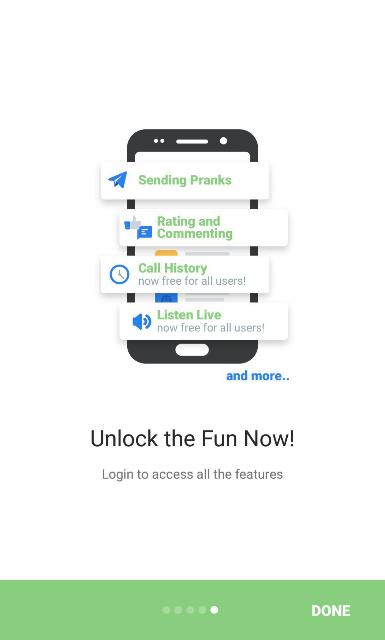 Sending Pranks
Rating and
Commenting
Call History
now free for all users!
Listen Live
now free for all users!
and more..
Unlock the Fun Now!
Login to access all the features
DONE